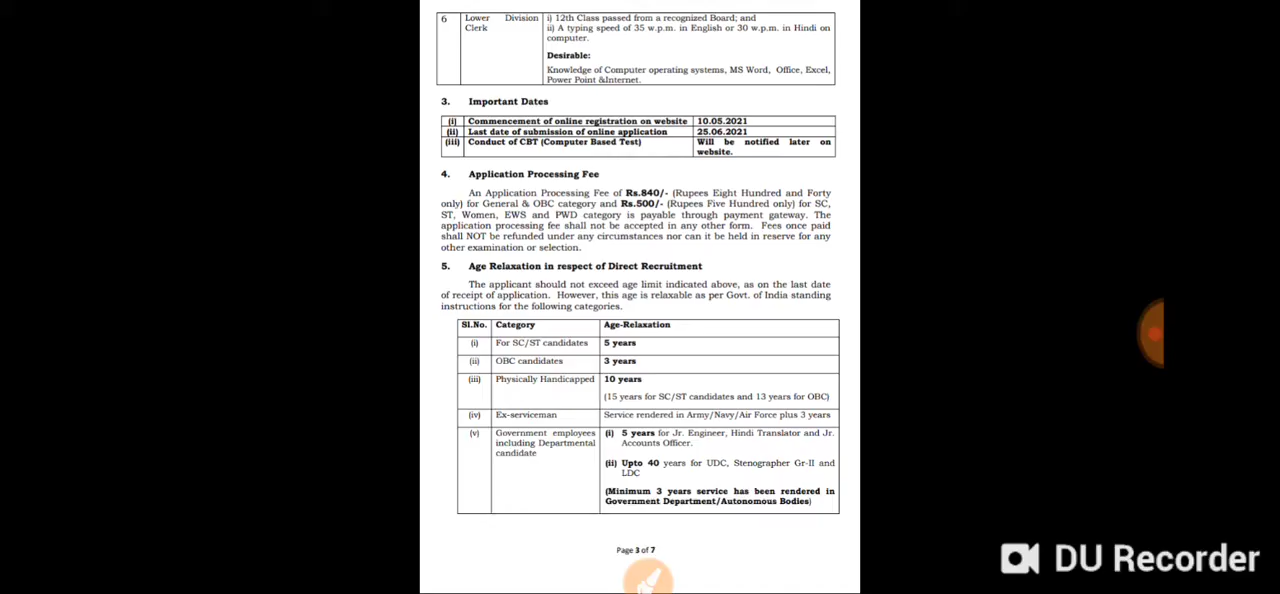 6 Lower Division Clerk i) 12th Class passed from a recognized Board; and
ii) A typing speed of 35 w.p.m. in English or 30 w.p.m. in Hindi on
computer.
Desirable:
Knowledge of Computer operating systems, MS Word, Office, Excel,
Power Point &Internet.
3. Important Dates
(i) Commencement of online registration on website 10.05.2021
(ii) Last date of submission of online application 25.06.2021
(iii) Conduct of CBT (Computer Based Test) Will be notified later on
website.
4. Application Processing Fee
An Application Processing Fee of Rs.840/- (Rupees Eight Hundred and Forty
only) for General & OBC category and Rs.500/- (Rupees Five Hundred only) for SC,
ST, Women, EWS and PWD category is payable through payment gateway. The
application processing fee shall not be accepted in any other form. Fees once paid
shall NOT be refunded under any circumstances nor can it be held in reserve for any
other examination or selection.
5. Age Relaxation in respect of Direct Recruitment
The applicant should not exceed age limit indicated above, as on the last date
of receipt of application. However, this age is relaxable as per Govt. of India standing
instructions for the following categories.
Sl.No. Category Age-Relaxation
(i) For SC/ST candidates 5 years
(ii) OBC candidates 3 years
(iii) Physically Handicapped 10 years
(15 years for SC/ST candidates and 13 years for OBC)
(iv) Ex-serviceman Service rendered in Army/Navy/Air Force plus 3 years
(v) Government employees including Departmental candidate (i) 5 years for Jr. Engineer, Hindi Translator and Jr.
Accounts Officer.
(ii) Upto 40 years for UDC, Stenographer Gr-II and
LDC
(Minimum 3 years service has been rendered in
Government Department/Autonomous Bodies)
Page 3 of 7
DU Recorder